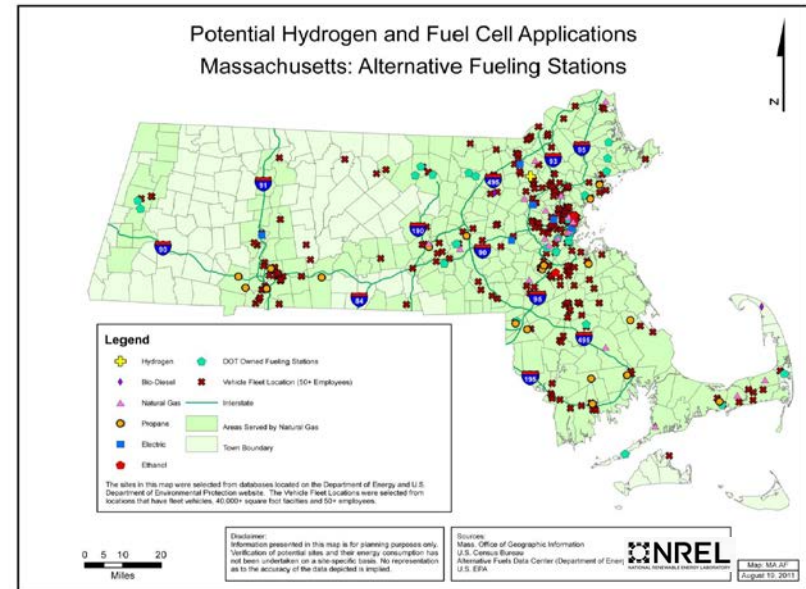 Potential Hydrogen and Fuel Cell Applications
Massachusetts: Alternative Fueling Stations
N
95
93
495
91
190
90
90
95
84
495
195
Legend
Hydrogen
DOT Owned Fueling Stations
Bio-Diesel
Vehicle Fleet Location (50+ Employees)
Natural Gas
Interstate
Propane
Areas Served by Natural Gas
Electric
Town Boundary
Ethanol
The sites in this map were selected from databases located on the Department of Energy and U.S.
Department of Environmental Protection website. The Vehicle Fleet Locations were selected from
locations that have fleet vehicles, 40,000+ square foot facilities and 50+ employees.
0 5 10 20
Miles
Disclaimer:
Information presented in this map is for planning purposes only.
Verification of potential sites and their energy consumption has
not been undertaken on a site-specific basis. No representation
as to the accuracy of the data depicted is implied.
Sources:
Mass. Office of Geographic Information
U.S. Census Bureau
Alternative Fuels Data Center (Department of Energ
U.S. EPA
NREL
NATIONAL RENEWABLE ENERGY LABORATORY
Map: MA AF
August 19, 2011